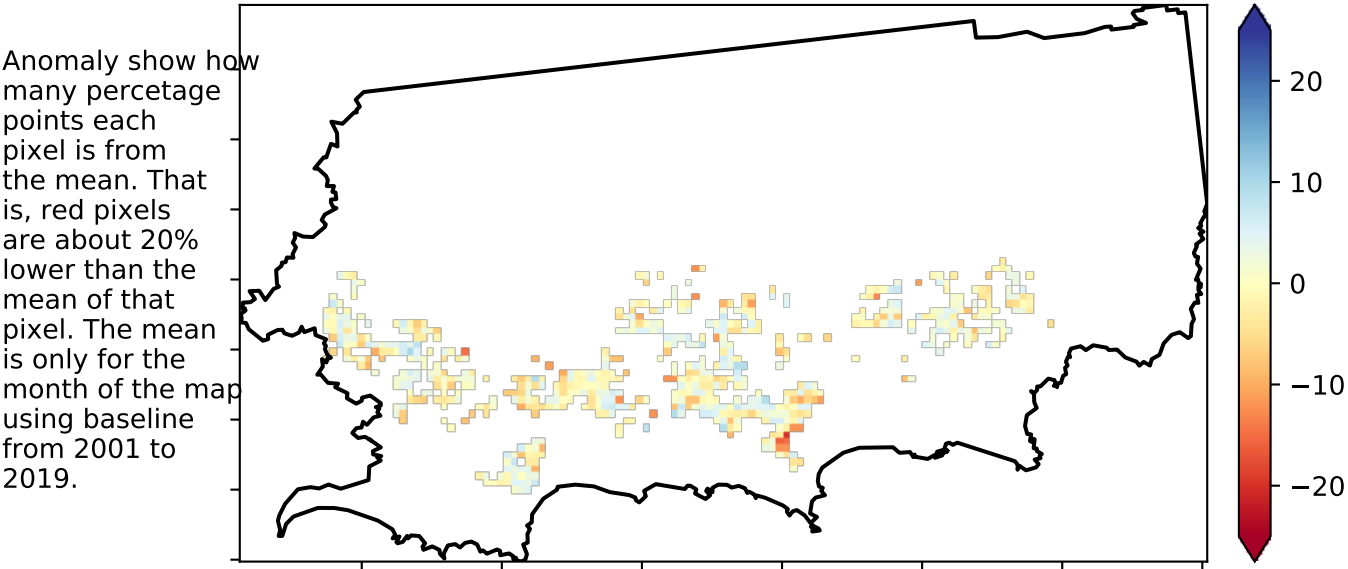 Anomaly show how
many percetage
points each
pixel is from
the mean. That
is, red pixels
are about 20%
lower than the
mean of that
pixel. The mean
is only for the
month of the map
using baseline
from 2001 to
2019.
20
10
0
−10
−20